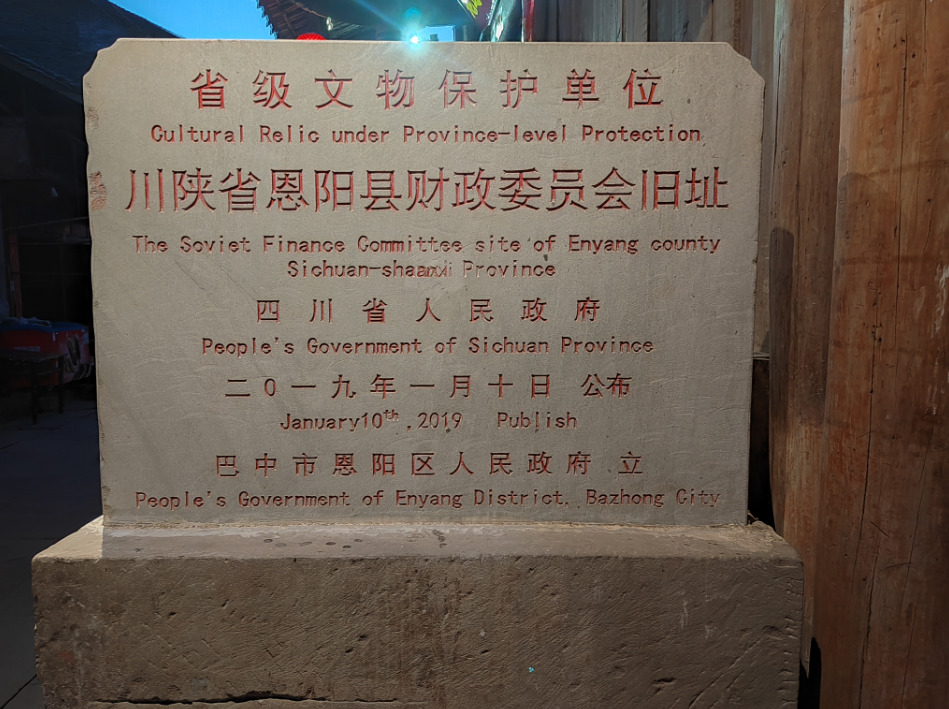 省级文物保护单位
Cultural Relic under Province-level Protection
川陕省恩阳县财政委员会旧址
The Soviet Finance Committee site of Enyang county
Sichuan-shaanxi Province
四川省人民政府
People's Government of Sichuan Province
二0一九年一月十日 公布
January10th,2019 Publish
巴中市恩阳区人民政府 立
People's Government of Enyang District. Bazhong City